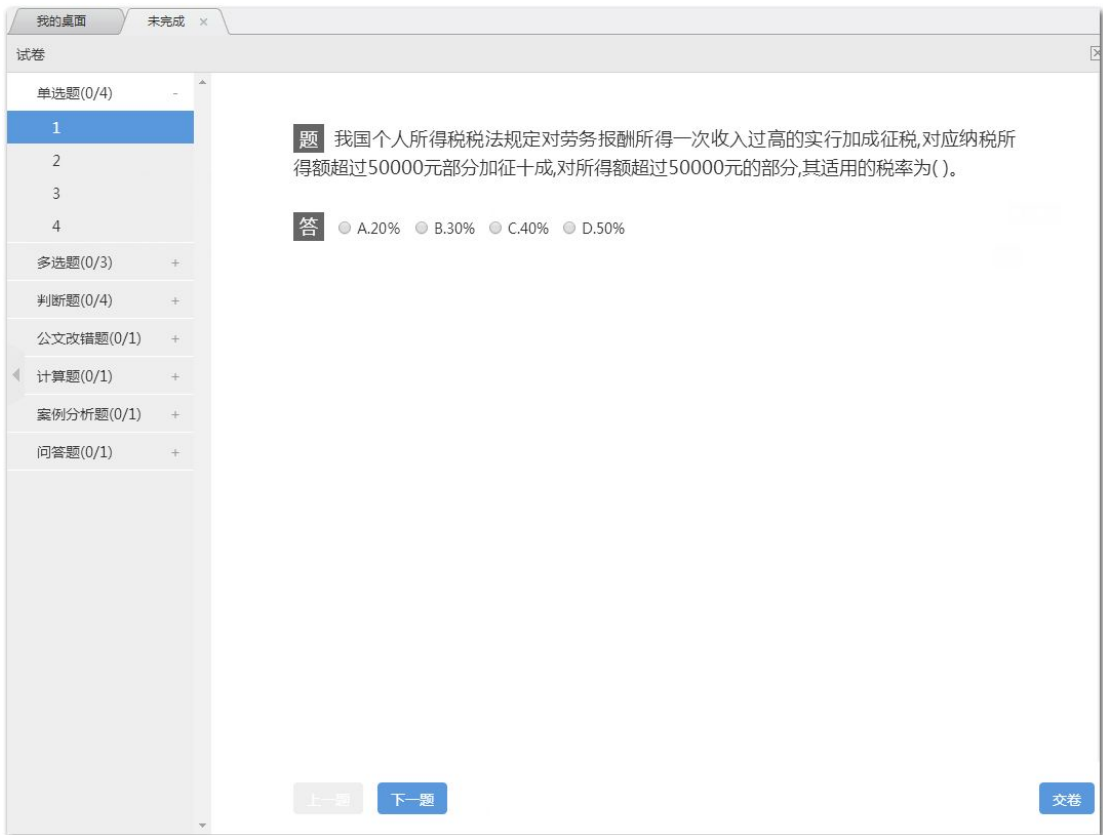 我的桌面
未完成 ×
试卷
单选题(0/4) -
1
2
3
4
多选题(0/3) +
判断题(0/4) +
公文改错题(0/1) +
计算题(0/1) +
案例分析题(0/1) +
问答题(0/1) +
题 我国个人所得税税法规定对劳务报酬所得一次收入过高的实行加成征税,对应纳税所
得额超过50000元部分加征十成,对所得额超过50000元的部分,其适用的税率为( )。
答 A.20% B.30% C.40% D.50%
上一题 下一题 交卷